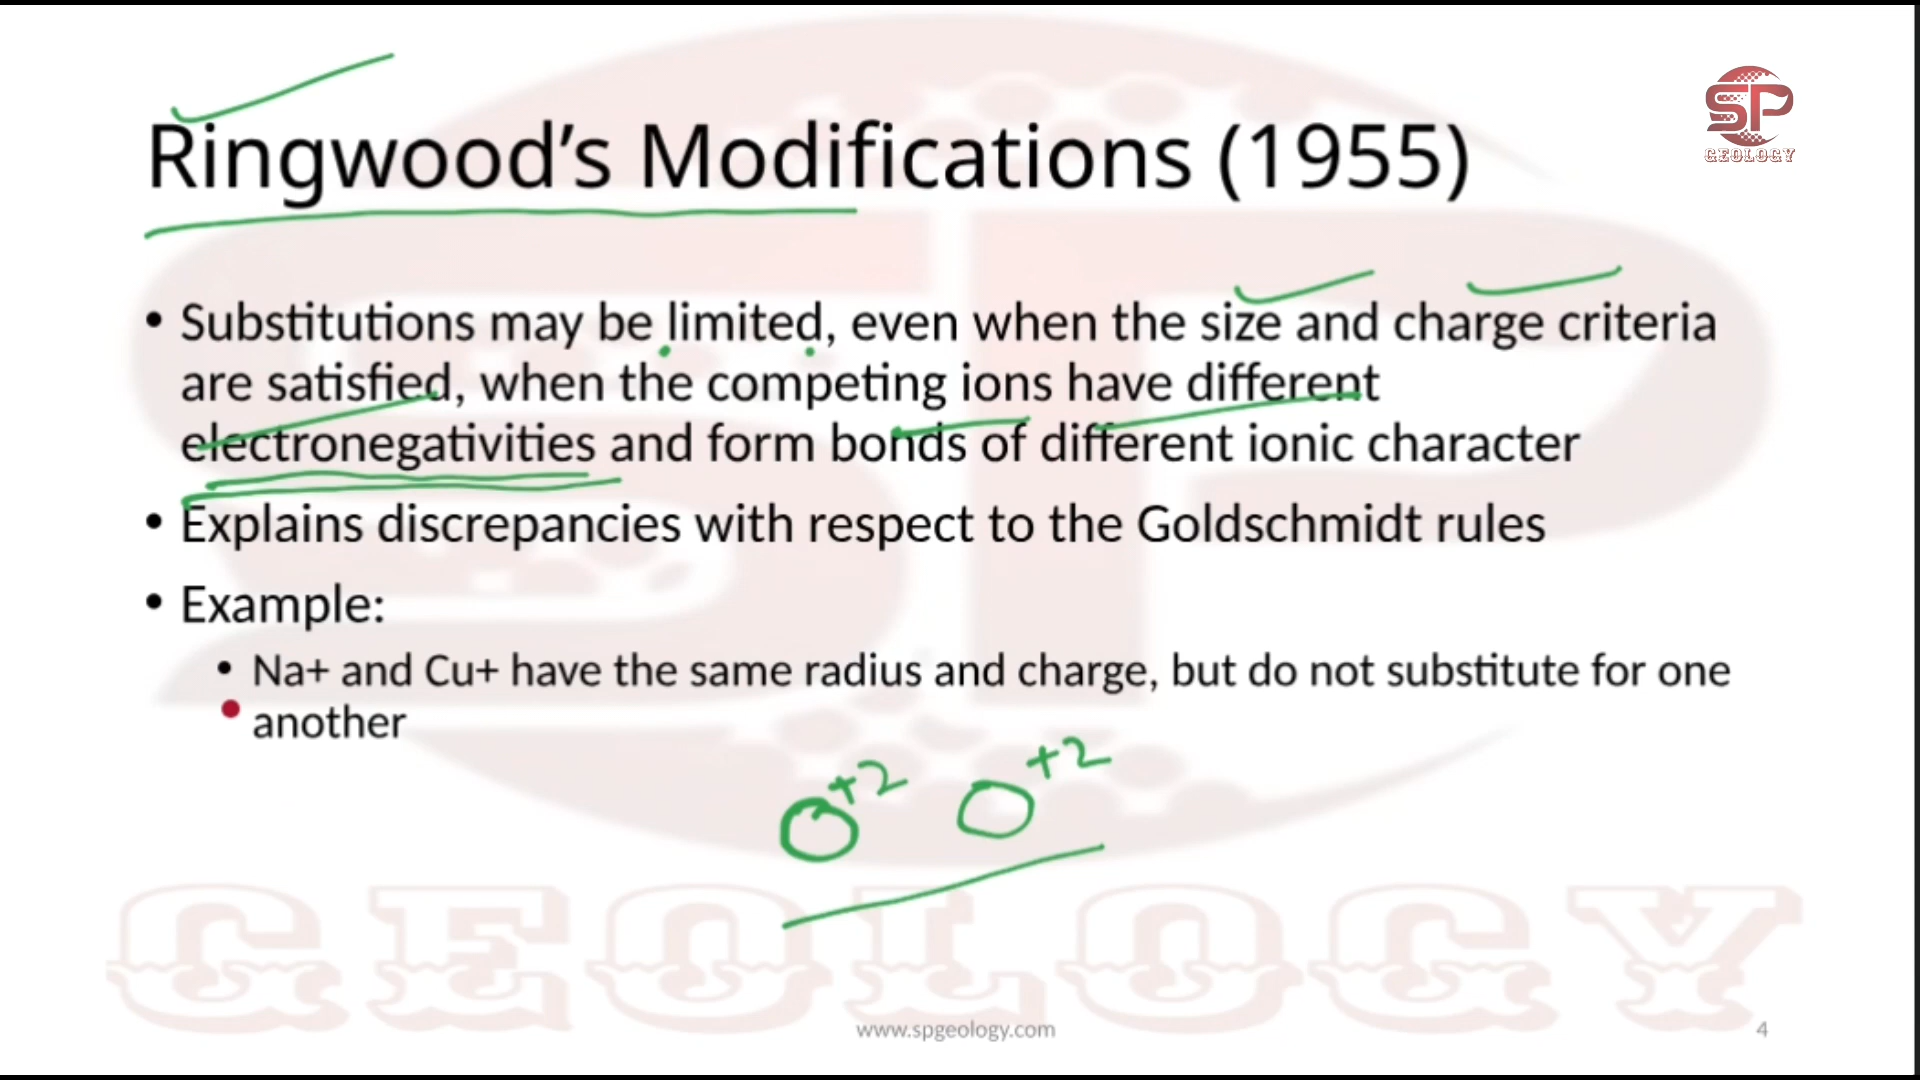 SP
GEOLOGY
Ringwood’s Modifications (1955)
• Substitutions may be limited, even when the size and charge criteria
are satisfied, when the competing ions have different
electronegativities and form bonds of different ionic character
• Explains discrepancies with respect to the Goldschmidt rules
• Example:
• Na+ and Cu+ have the same radius and charge, but do not substitute for one
another
+2 +2
SP
GEOLOGY
www.spgeology.com 4